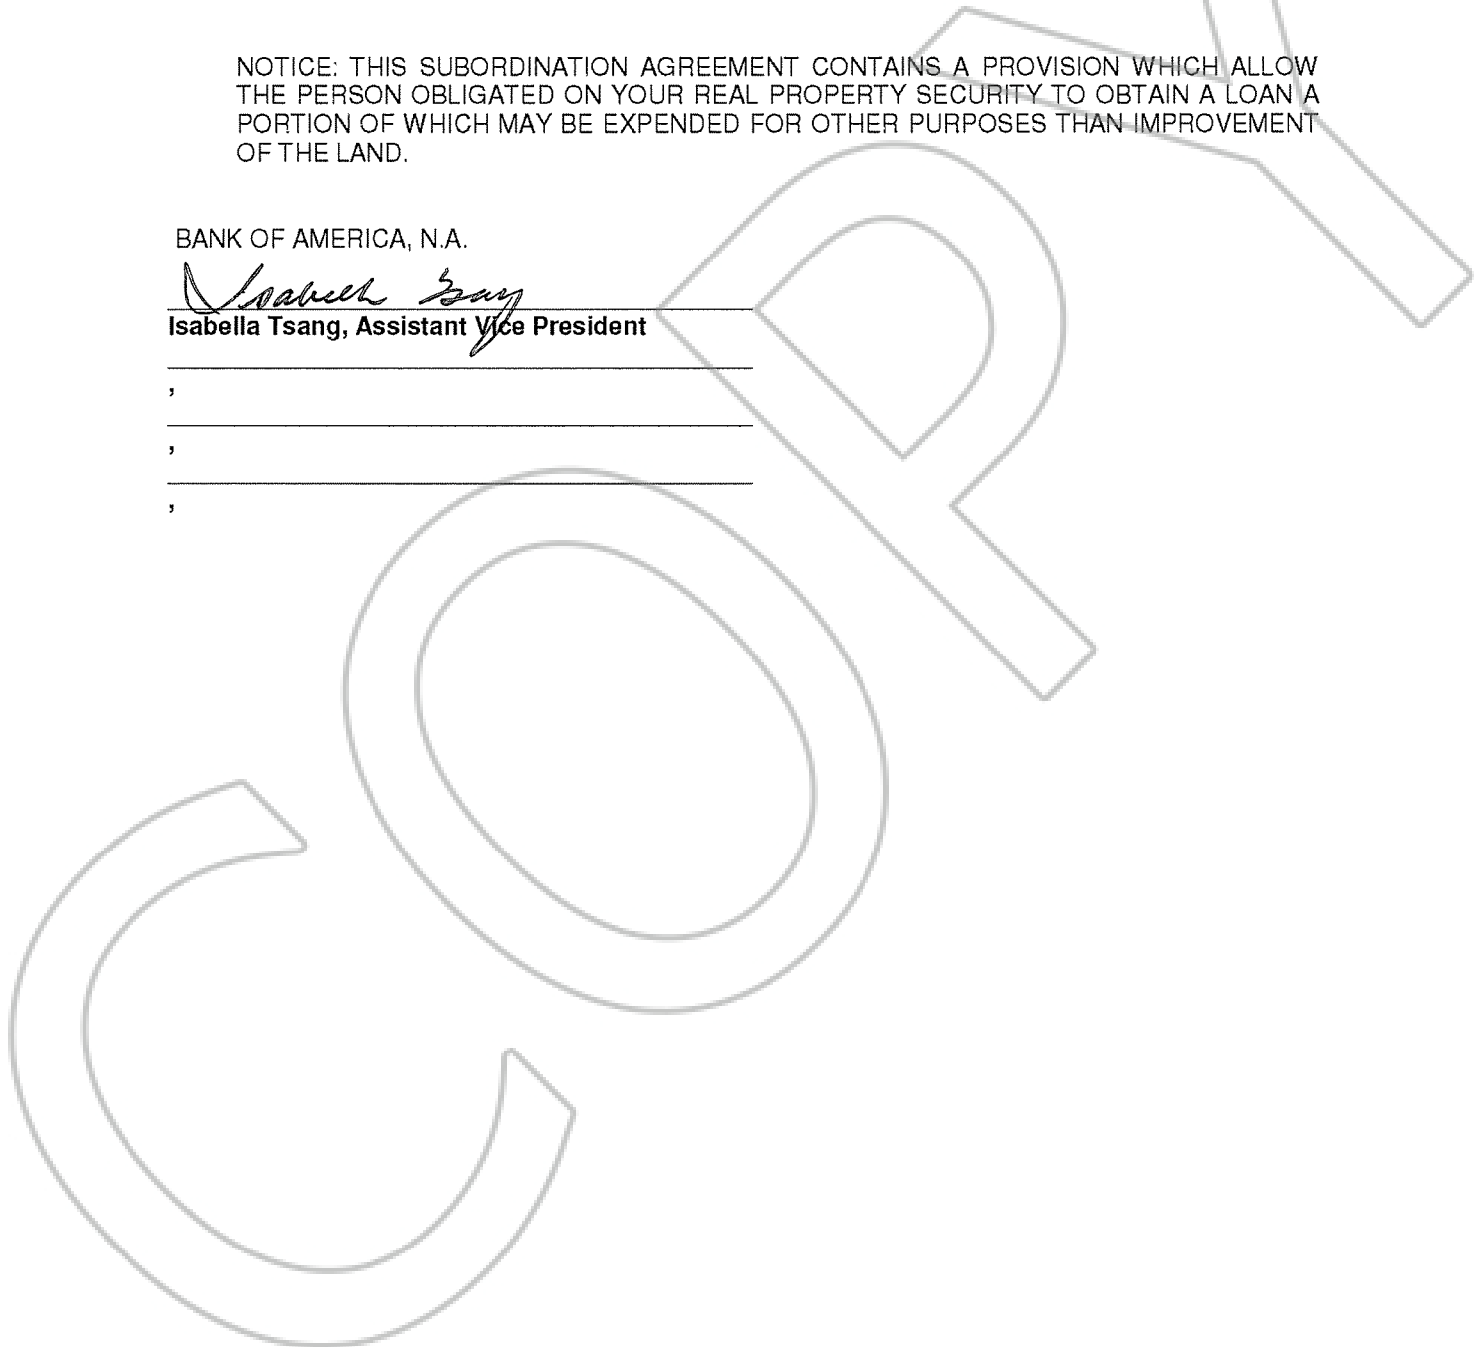 NOTICE: THIS SUBORDINATION AGREEMENT CONTAINS A PROVISION WHICH ALLOW
THE PERSON OBLIGATED ON YOUR REAL PROPERTY SECURITY TO OBTAIN A LOAN A
PORTION OF WHICH MAY BE EXPENDED FOR OTHER PURPOSES THAN IMPROVEMENT
OF THE LAND.
BANK OF AMERICA, N.A.
Isabella Tsang
Isabella Tsang, Assistant Vice President
,
,
,
COPY